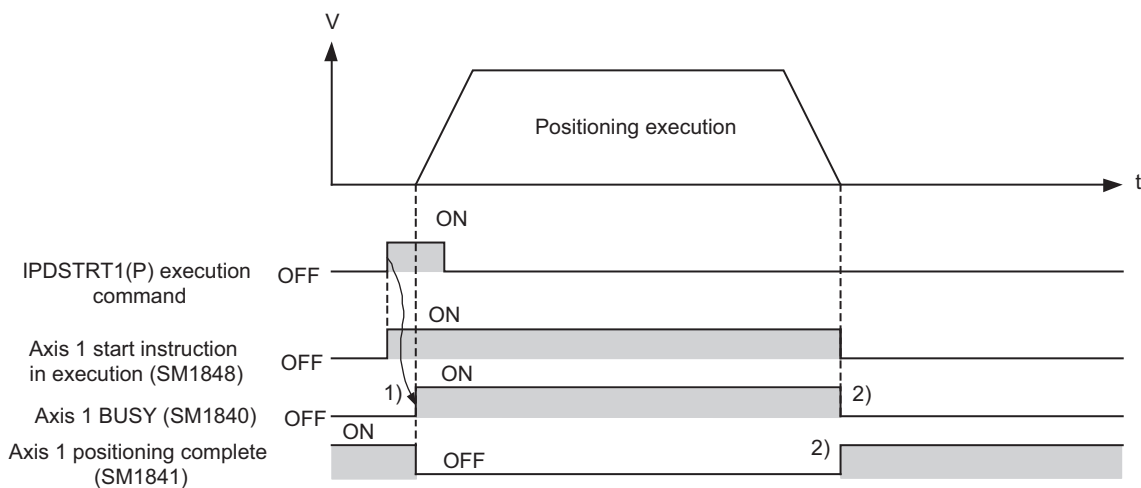 V
Positioning execution
t
ON
IPDSTRT1(P) execution
command
OFF
ON
Axis 1 start instruction
in execution (SM1848)
OFF
ON
1)
2)
Axis 1 BUSY (SM1840)
OFF
ON
Axis 1 positioning complete
(SM1841)
OFF
2)